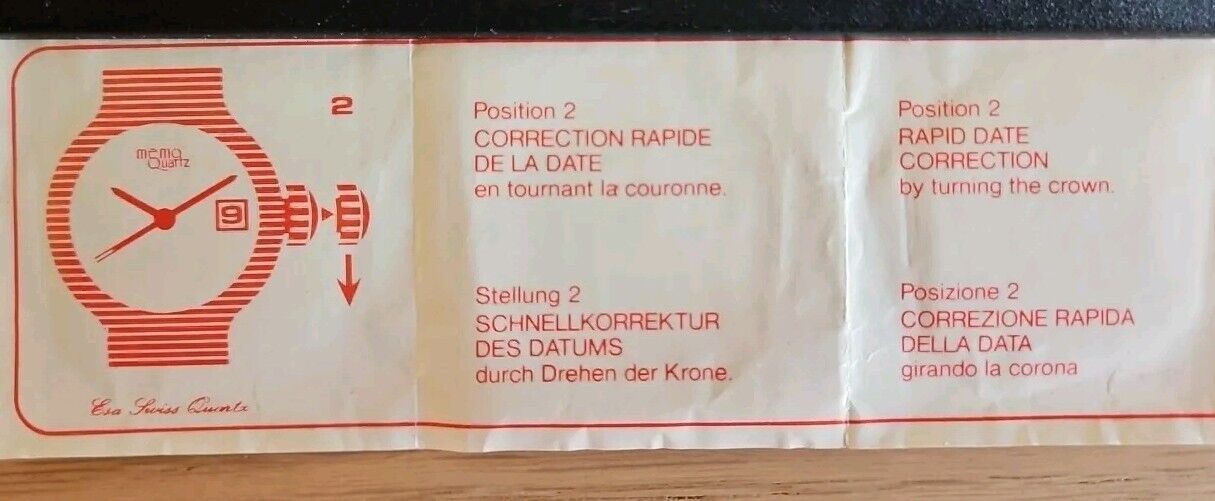 mémo
Quartz
9
2
Esa Swiss Quartz
Position 2
CORRECTION RAPIDE
DE LA DATE
en tournant la couronne.
Stellung 2
SCHNELLKORREKTUR
DES DATUMS
durch Drehen der Krone.
Position 2
RAPID DATE
CORRECTION
by turning the crown.
Posizione 2
CORREZIONE RAPIDA
DELLA DATA
girando la corona